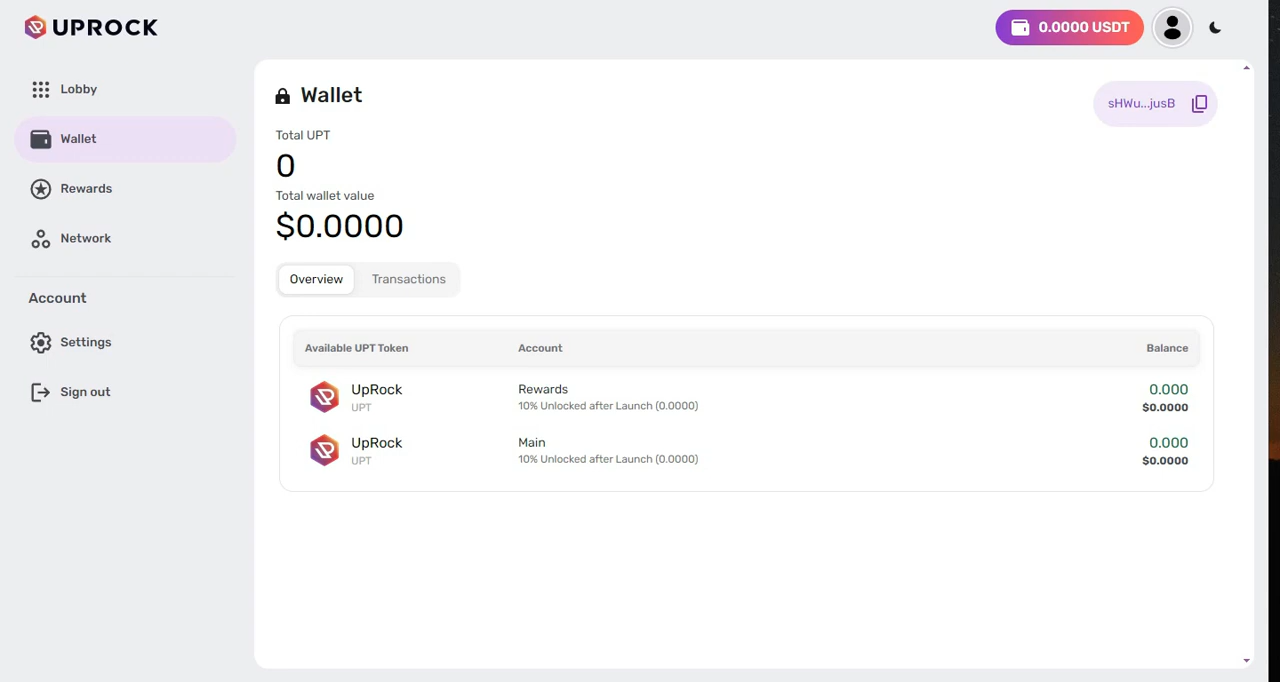 UPROCK
0.0000 USDT
Lobby
Wallet
Rewards
Network
Account
Settings
Sign out
Wallet
sHWu...jusB
Total UPT
0
Total wallet value
$0.0000
Overview Transactions
Available UPT Token Account Balance
UpRock Rewards 0.000
UPT 10% Unlocked after Launch (0.0000) $0.0000
UpRock Main 0.000
UPT 10% Unlocked after Launch (0.0000) $0.0000